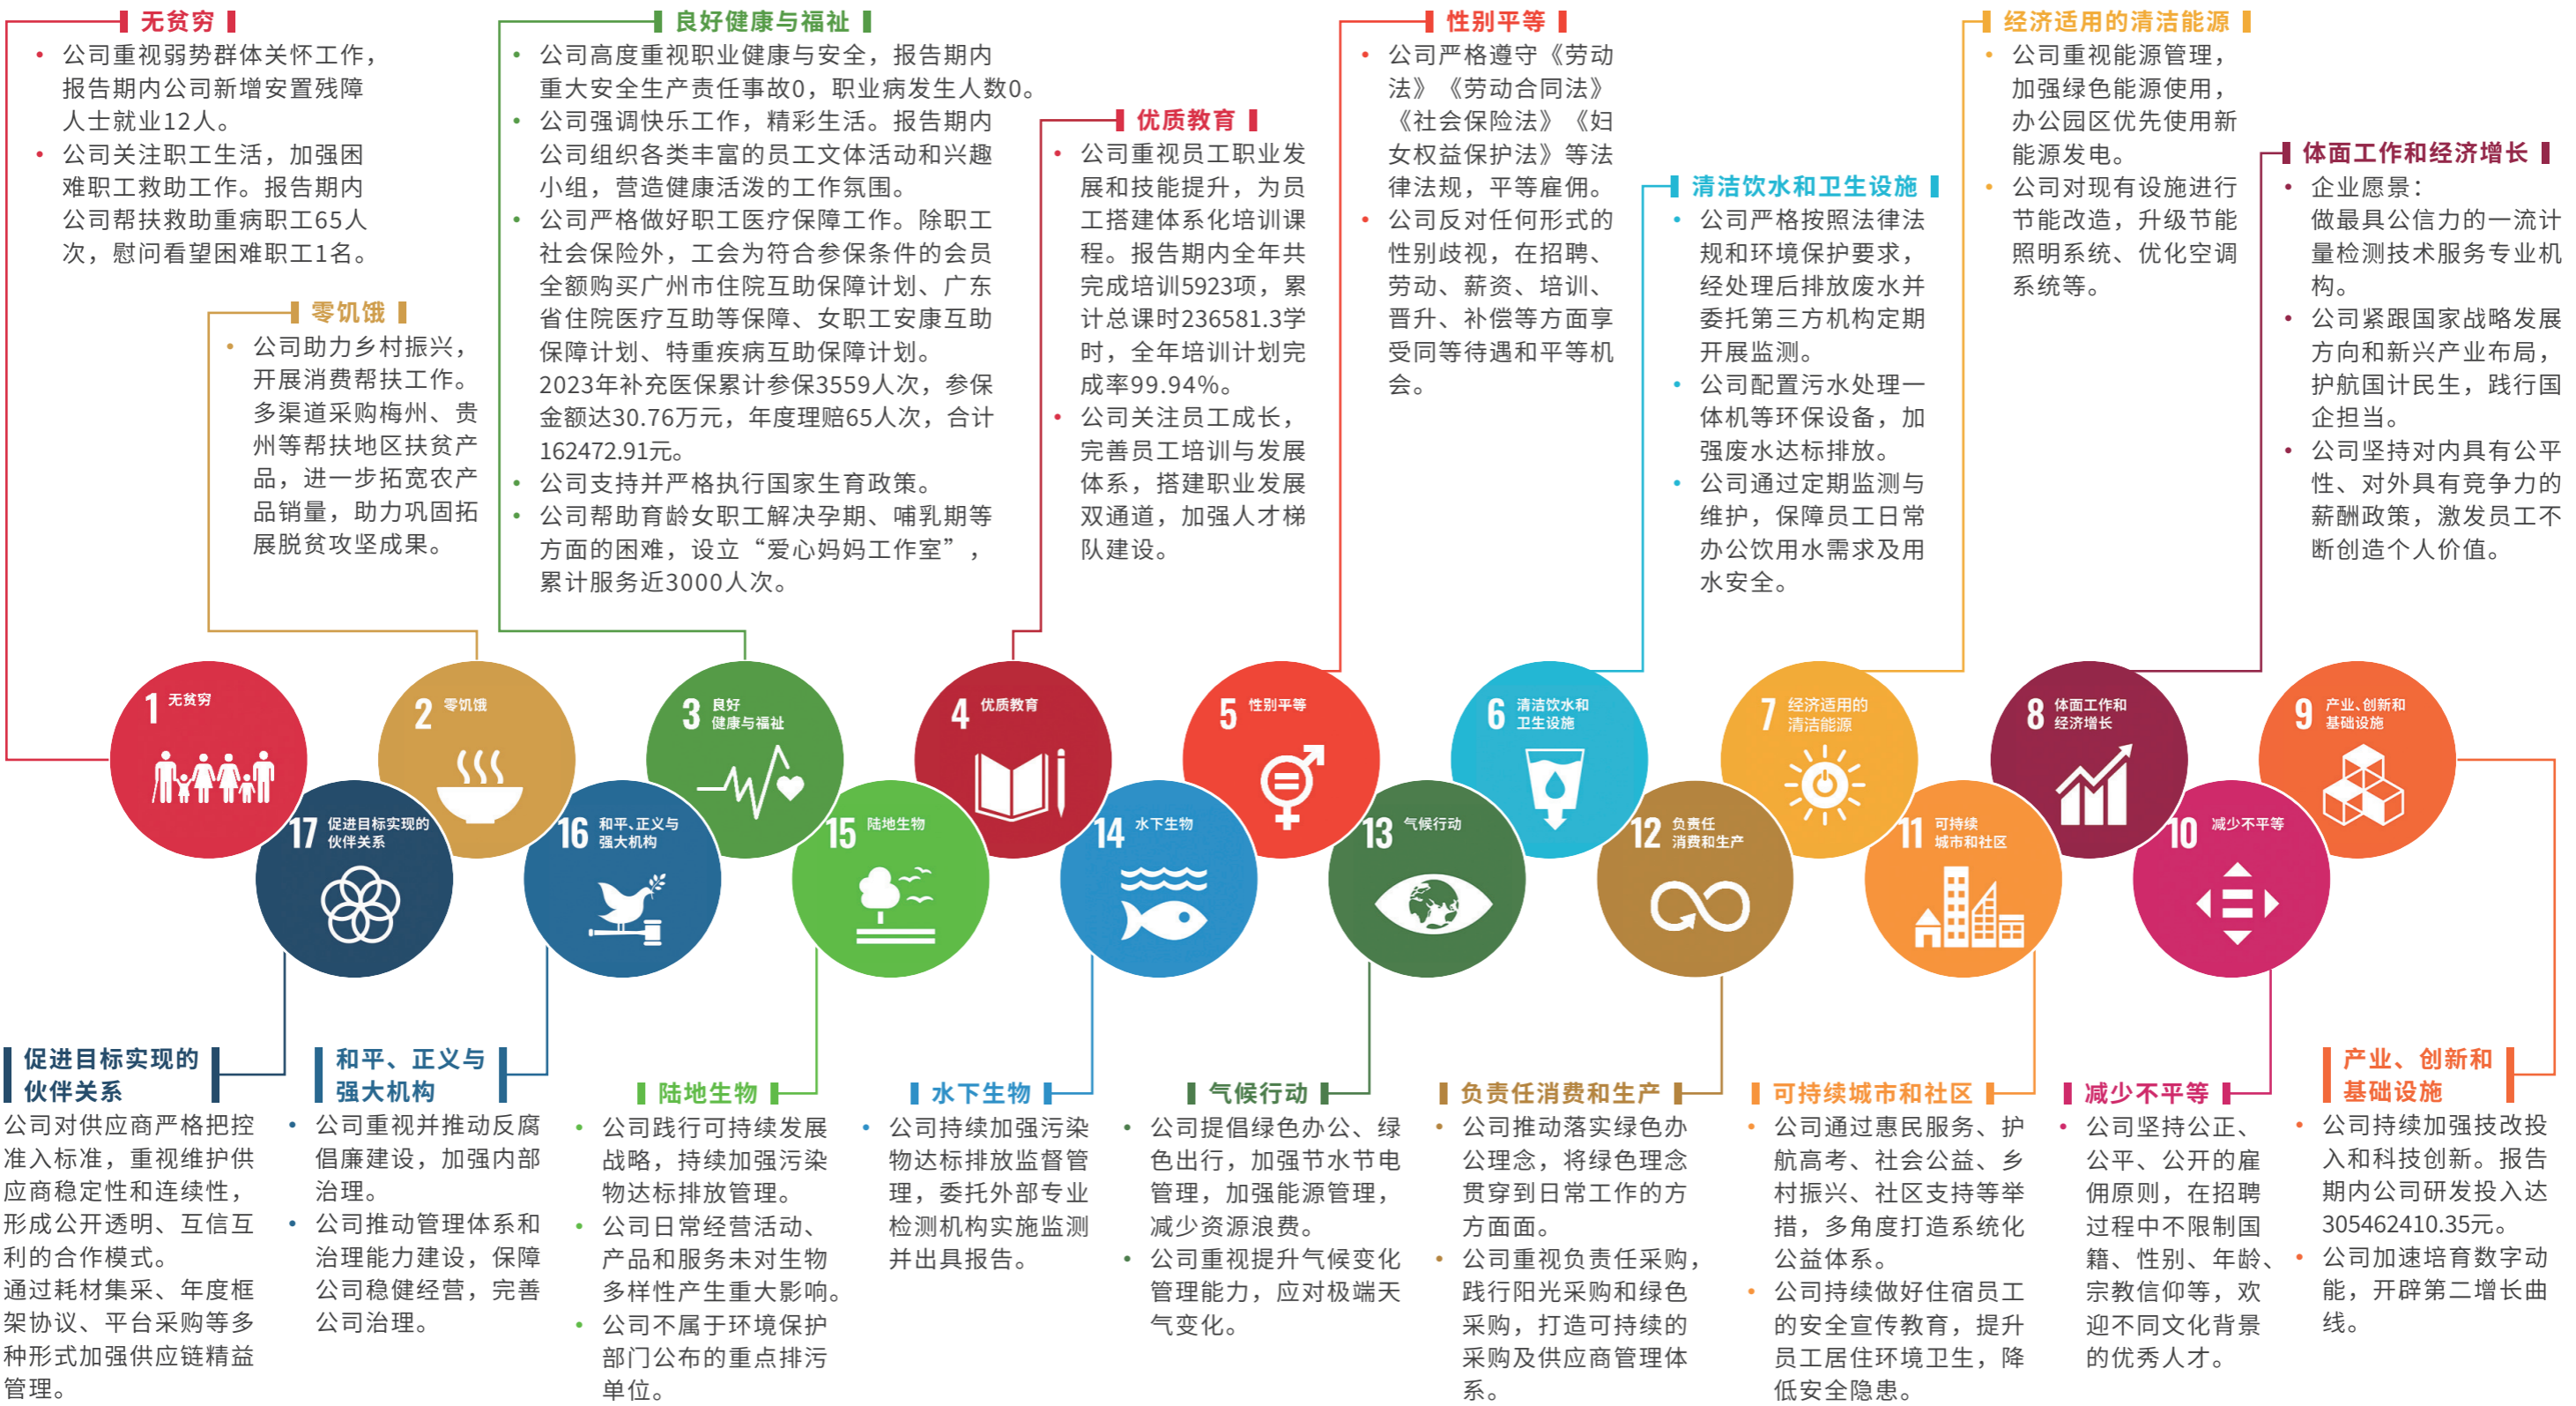 无贫穷
• 公司重视弱势群体关怀工作，
报告期内公司新增安置残障
人士就业12人。
• 公司关注职工生活，加强困
难职工救助工作。报告期内
公司帮扶救助重病职工65人
次，慰问看望困难职工1名。
零饥饿
• 公司助力乡村振兴，
开展消费帮扶工作。
多渠道采购梅州、贵
州等帮扶地区扶贫产
品，进一步拓宽农产
品销量，助力巩固拓
展脱贫攻坚成果。
良好健康与福祉
• 公司高度重视职业健康与安全，报告期内
重大安全生产责任事故0，职业病发生人数0。
• 公司强调快乐工作，精彩生活。报告期内
公司组织各类丰富的员工文体活动和兴趣
小组，营造健康活泼的工作氛围。
• 公司严格做好职工医疗保障工作。除职工
社会保险外，工会为符合参保条件的会员
全额购买广州市住院互助保障计划、广东
省住院医疗互助等保障、女职工安康互助
保障计划、特重疾病互助保障计划。
2023年补充医保累计参保3559人次，参保
金额达30.76万元，年度理赔65人次，合计
162472.91元。
• 公司支持并严格执行国家生育政策。
• 公司帮助育龄女职工解决孕期、哺乳期等
方面的困难，设立“爱心妈妈工作室”，
累计服务近3000人次。
优质教育
• 公司重视员工职业发
展和技能提升，为员
工搭建体系化培训课
程。报告期内全年共
完成培训5923项，累
计总课时236581.3学
时，全年培训计划完
成率99.94%。
• 公司关注员工成长，
完善员工培训与发展
体系，搭建职业发展
双通道，加强人才梯
队建设。
性别平等
• 公司严格遵守《劳动
法》《劳动合同法》
《社会保险法》《妇
女权益保护法》等法
律法规，平等雇佣。
• 公司反对任何形式的
性别歧视，在招聘、
劳动、薪资、培训、
晋升、补偿等方面享
受同等待遇和平等机
会。
清洁饮水和卫生设施
• 公司严格按照法律法
规和环境保护要求，
经处理后排放废水并
委托第三方机构定期
开展监测。
• 公司配置污水处理一
体机等环保设备，加
强废水达标排放。
• 公司通过定期监测与
维护，保障员工日常
办公饮用水需求及用
水安全。
经济适用的清洁能源
• 公司重视能源管理，
加强绿色能源使用，
办公园区优先使用新
能源发电。
• 公司对现有设施进行
节能改造，升级节能
照明系统、优化空调
系统等。
体面工作和经济增长
• 企业愿景：
做最具公信力的一流计
量检测技术服务专业机
构。
• 公司紧跟国家战略发展
方向和新兴产业布局，
护航国计民生，践行国
企担当。
• 公司坚持对内具有公平
性、对外具有竞争力的
薪酬政策，激发员工不
断创造个人价值。
1 无贫穷
2 零饥饿
3 良好
健康与福祉
4 优质教育
5 性别平等
6 清洁饮水和
卫生设施
7 经济适用的
清洁能源
8 体面工作和
经济增长
9 产业、创新和
基础设施
17 促进目标实现的
伙伴关系
16 和平、正义与
强大机构
15 陆地生物
14 水下生物
13 气候行动
12 负责任
消费和生产
11 可持续
城市和社区
10 减少不平等
促进目标实现的
伙伴关系
公司对供应商严格把控
准入标准，重视维护供
应商稳定性和连续性，
形成公开透明、互信互
利的合作模式。
通过耗材集采、年度框
架协议、平台采购等多
种形式加强供应链精益
管理。
和平、正义与
强大机构
• 公司重视并推动反腐
倡廉建设，加强内部
治理。
• 公司推动管理体系和
治理能力建设，保障
公司稳健经营，完善
公司治理。
陆地生物
• 公司践行可持续发展
战略，持续加强污染
物达标排放管理。
• 公司日常经营活动、
产品和服务未对生物
多样性产生重大影响。
• 公司不属于环境保护
部门公布的重点排污
单位。
水下生物
• 公司持续加强污染
物达标排放监督管
理，委托外部专业
检测机构实施监测
并出具报告。
气候行动
• 公司提倡绿色办公、绿
色出行，加强节水节电
管理，加强能源管理，
减少资源浪费。
• 公司重视提升气候变化
管理能力，应对极端天
气变化。
负责任消费和生产
• 公司推动落实绿色办
公理念，将绿色理念
贯穿到日常工作的方
方面面。
• 公司重视负责任采购，
践行阳光采购和绿色
采购，打造可持续的
采购及供应商管理体
系。
可持续城市和社区
• 公司通过惠民服务、护
航高考、社会公益、乡
村振兴、社区支持等举
措，多角度打造系统化
公益体系。
• 公司持续做好住宿员工
的安全宣传教育，提升
员工居住环境卫生，降
低安全隐患。
减少不平等
• 公司坚持公正、
公平、公开的雇
佣原则，在招聘
过程中不限制国
籍、性别、年龄、
宗教信仰等，欢
迎不同文化背景
的优秀人才。
产业、创新和
基础设施
• 公司持续加强技改投
入和科技创新。报告
期内公司研发投入达
305462410.35元。
• 公司加速培育数字动
能，开辟第二增长曲
线。